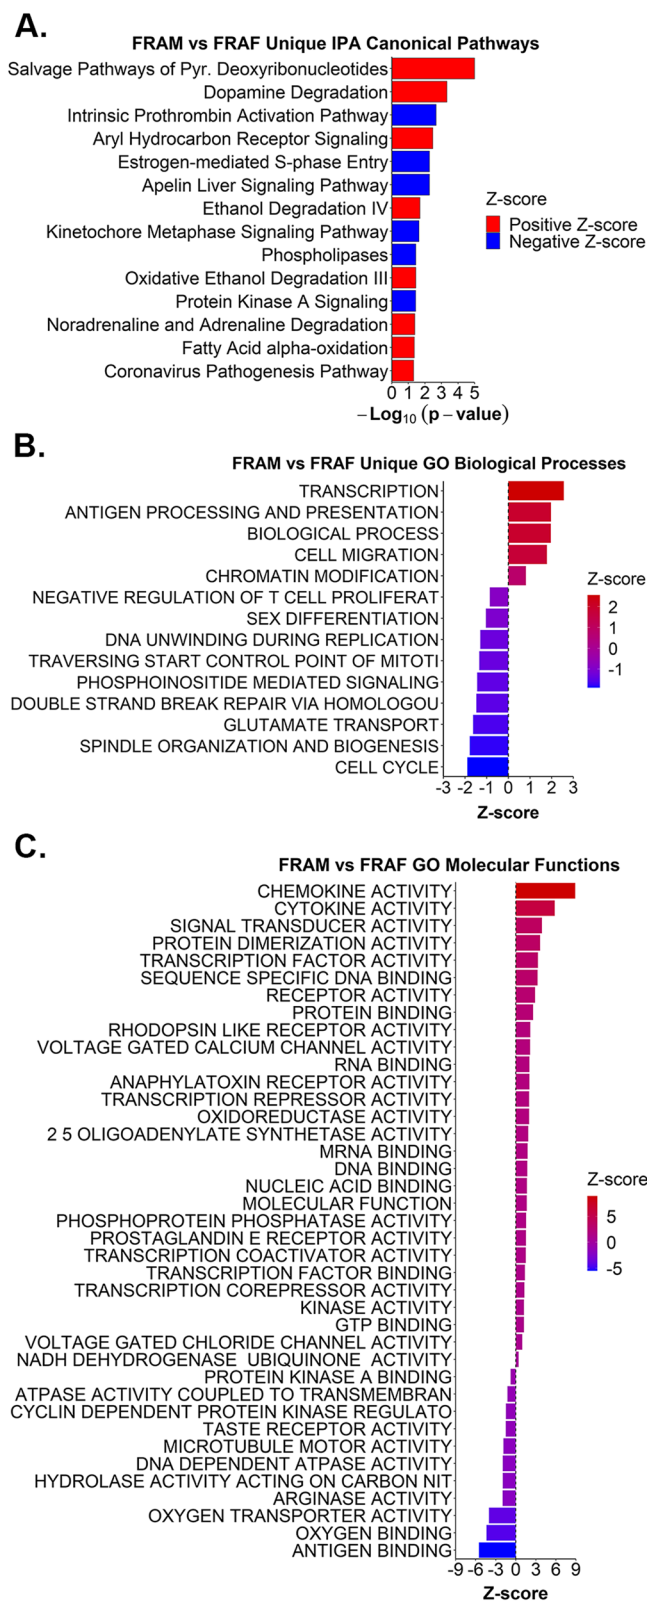 A.
FRAM vs FRAF Unique IPA Canonical Pathways
Salvage Pathways of Pyr. Deoxyribonucleotides
Dopamine Degradation
Intrinsic Prothrombin Activation Pathway
Aryl Hydrocarbon Receptor Signaling
Estrogen-mediated S-phase Entry
Apelin Liver Signaling Pathway
Ethanol Degradation IV
Kinetochore Metaphase Signaling Pathway
Phospholipases
Oxidative Ethanol Degradation III
Protein Kinase A Signaling
Noradrenaline and Adrenaline Degradation
Fatty Acid alpha-oxidation
Coronavirus Pathogenesis Pathway
0 1 2 3 4 5
−Log₁₀ (p−value)
Z-score
Positive Z-score
Negative Z-score
B.
FRAM vs FRAF Unique GO Biological Processes
TRANSCRIPTION
ANTIGEN PROCESSING AND PRESENTATION
BIOLOGICAL PROCESS
CELL MIGRATION
CHROMATIN MODIFICATION
NEGATIVE REGULATION OF T CELL PROLIFERAT
SEX DIFFERENTIATION
DNA UNWINDING DURING REPLICATION
TRAVERSING START CONTROL POINT OF MITOTI
PHOSPHOINOSITIDE MEDIATED SIGNALING
DOUBLE STRAND BREAK REPAIR VIA HOMOLOGOU
GLUTAMATE TRANSPORT
SPINDLE ORGANIZATION AND BIOGENESIS
CELL CYCLE
-3 -2 -1 0 1 2 3
Z-score
Z-score
2
1
0
-1
C.
FRAM vs FRAF GO Molecular Functions
CHEMOKINE ACTIVITY
CYTOKINE ACTIVITY
SIGNAL TRANSDUCER ACTIVITY
PROTEIN DIMERIZATION ACTIVITY
TRANSCRIPTION FACTOR ACTIVITY
SEQUENCE SPECIFIC DNA BINDING
RECEPTOR ACTIVITY
PROTEIN BINDING
RHODOPSIN LIKE RECEPTOR ACTIVITY
VOLTAGE GATED CALCIUM CHANNEL ACTIVITY
RNA BINDING
ANAPHYLATOXIN RECEPTOR ACTIVITY
TRANSCRIPTION REPRESSOR ACTIVITY
OXIDOREDUCTASE ACTIVITY
2 5 OLIGOADENYLATE SYNTHETASE ACTIVITY
MRNA BINDING
DNA BINDING
NUCLEIC ACID BINDING
MOLECULAR FUNCTION
PHOSPHOPROTEIN PHOSPHATASE ACTIVITY
PROSTAGLANDIN E RECEPTOR ACTIVITY
TRANSCRIPTION COACTIVATOR ACTIVITY
TRANSCRIPTION FACTOR BINDING
TRANSCRIPTION COREPRESSOR ACTIVITY
KINASE ACTIVITY
GTP BINDING
VOLTAGE GATED CHLORIDE CHANNEL ACTIVITY
NADH DEHYDROGENASE UBIQUINONE ACTIVITY
PROTEIN KINASE A BINDING
ATPASE ACTIVITY COUPLED TO TRANSMEMBRAN
CYCLIN DEPENDENT PROTEIN KINASE REGULATO
TASTE RECEPTOR ACTIVITY
MICROTUBULE MOTOR ACTIVITY
DNA DEPENDENT ATPASE ACTIVITY
HYDROLASE ACTIVITY ACTING ON CARBON NIT
ARGINASE ACTIVITY
OXYGEN TRANSPORTER ACTIVITY
OXYGEN BINDING
ANTIGEN BINDING
-9 -6 -3 0 3 6 9
Z-score
Z-score
5
0
-5